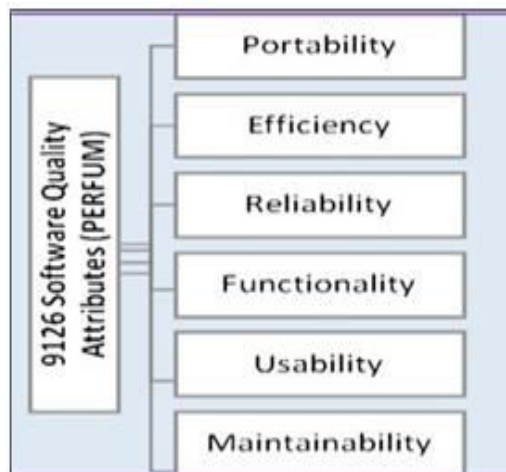 9126 Software Quality
Attributes (PERFUM)
Portability
Efficiency
Reliability
Functionality
Usability
Maintainability